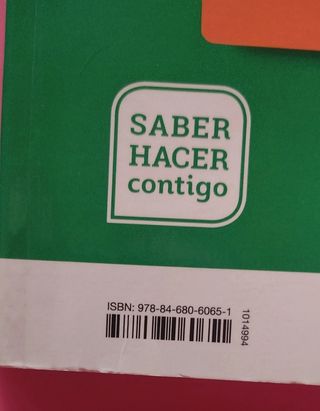 SABER
HACER
contigo
ISBN: 978-84-680-6065-1
1014994